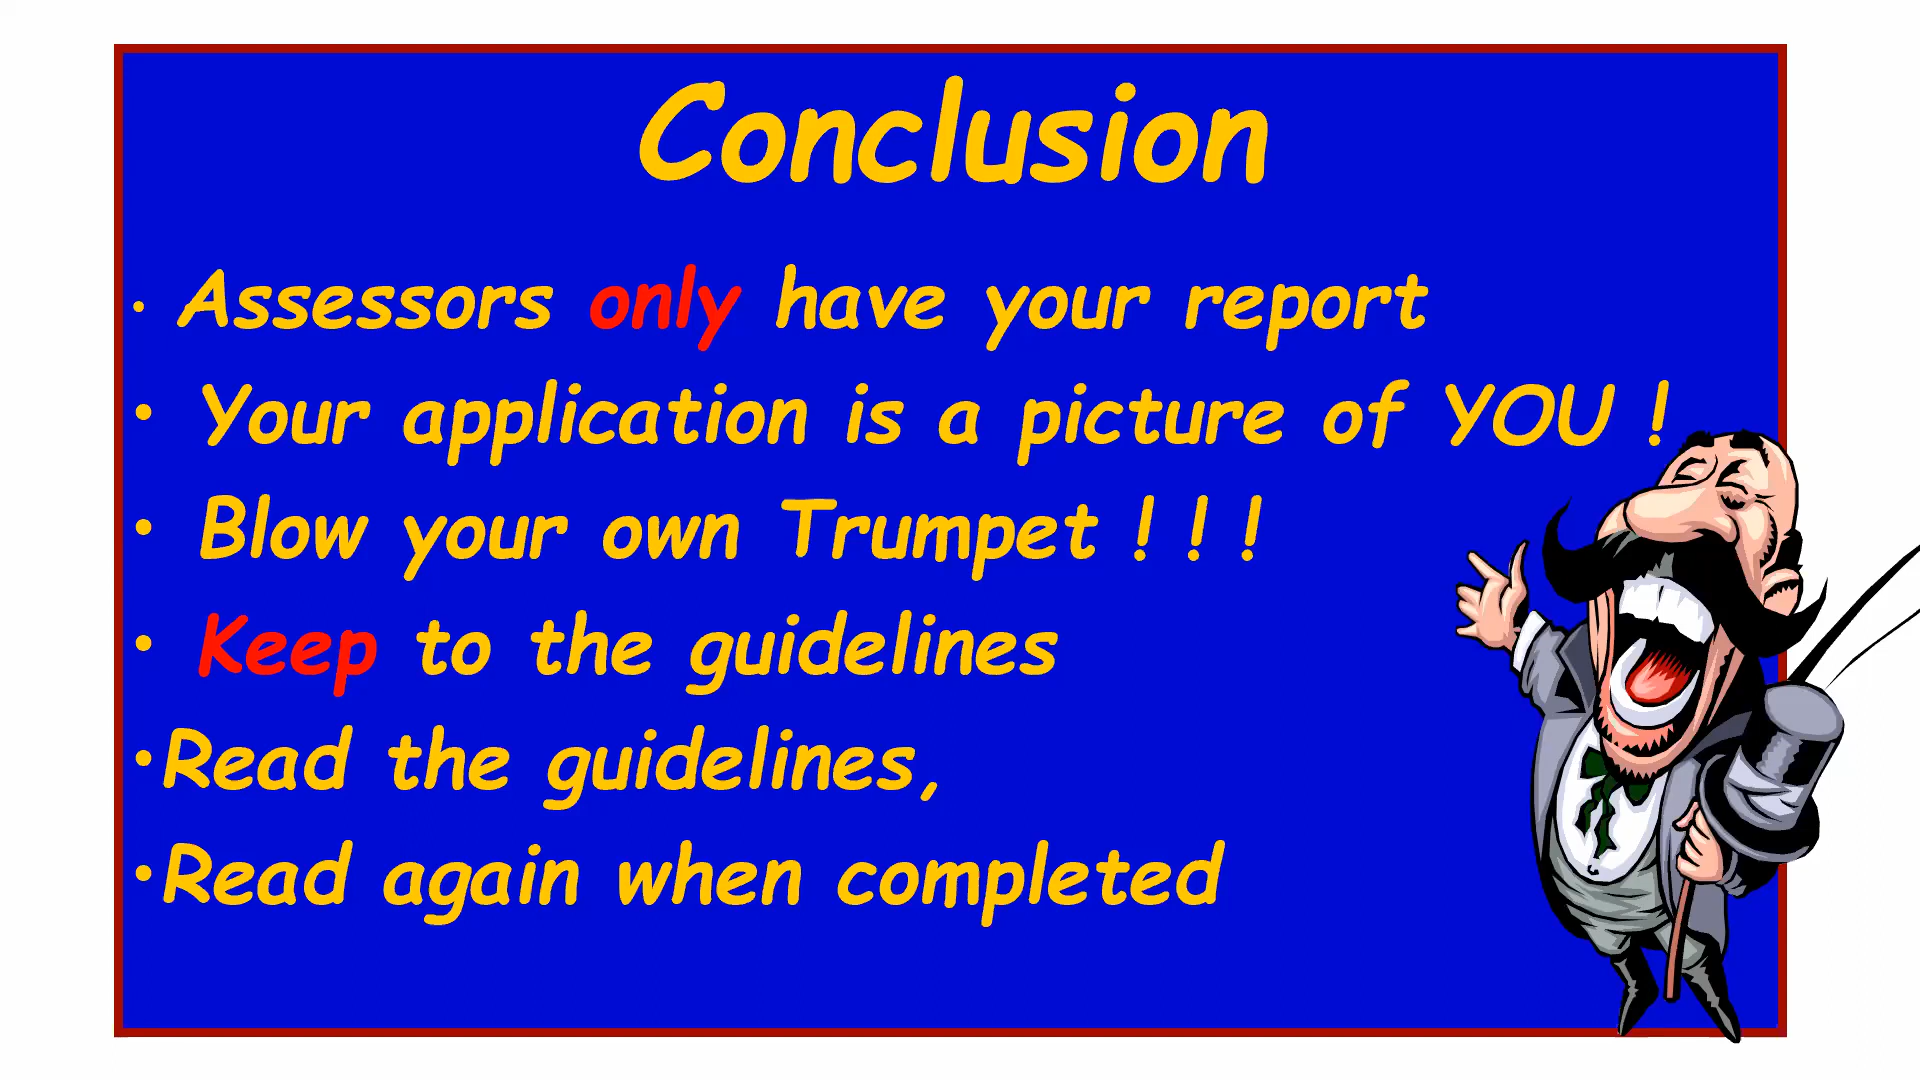 Conclusion
• Assessors only have your report
• Your application is a picture of YOU !
• Blow your own Trumpet ! ! !
• Keep to the guidelines
•Read the guidelines,
•Read again when completed